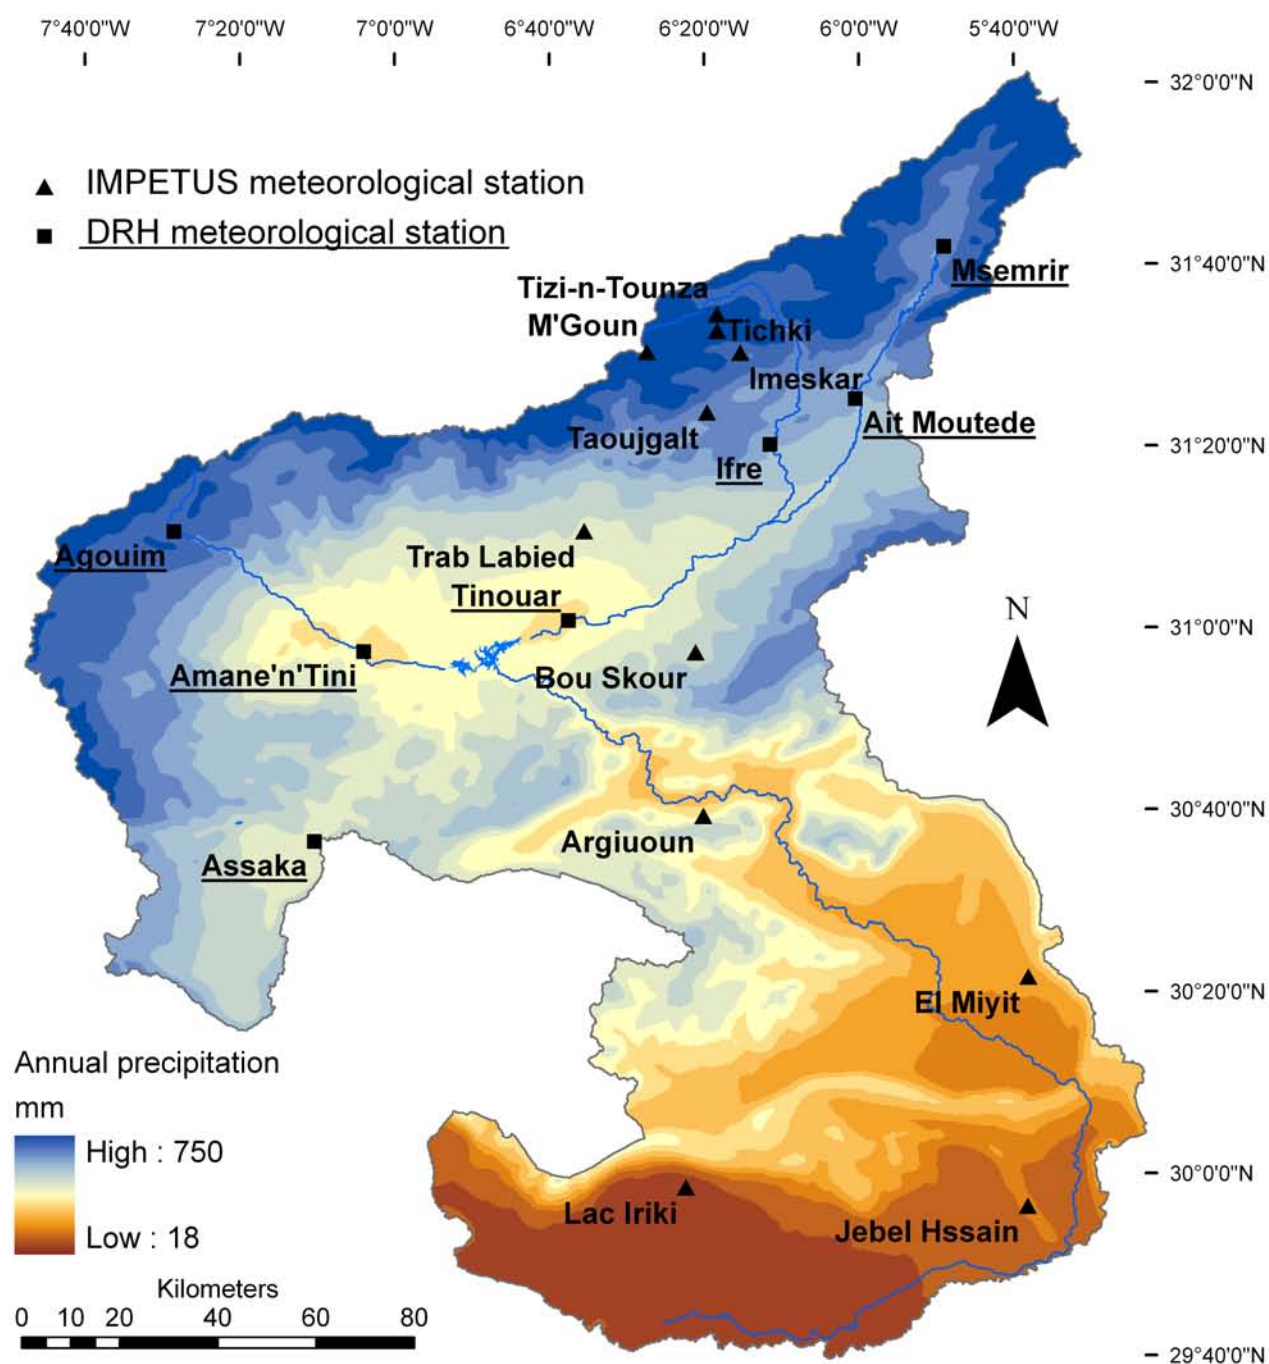 7°40'0"W 7°20'0"W 7°00'0"W 6°40'0"W 6°20'0"W 6°00'0"W 5°40'0"W
32°0'0"N
IMPETUS meteorological station
DRH meteorological station
31°40'0"N
Msemrir
Tizi-n-Tounza
M'Goun
Tichki
Imeskar
Ait Moutede
Taoujgalt
31°20'0"N
Ifre
Agouim
Trab Labied
Tinouar
N
31°0'0"N
Amane'n'Tini
Bou Skour
30°40'0"N
Argiuoun
Assaka
30°20'0"N
El Miyit
Annual precipitation
mm
High : 750
Low : 18
30°0'0"N
Lac Iriki
Jebel Hssain
Kilometers
0 10 20 40 60 80
29°40'0"N